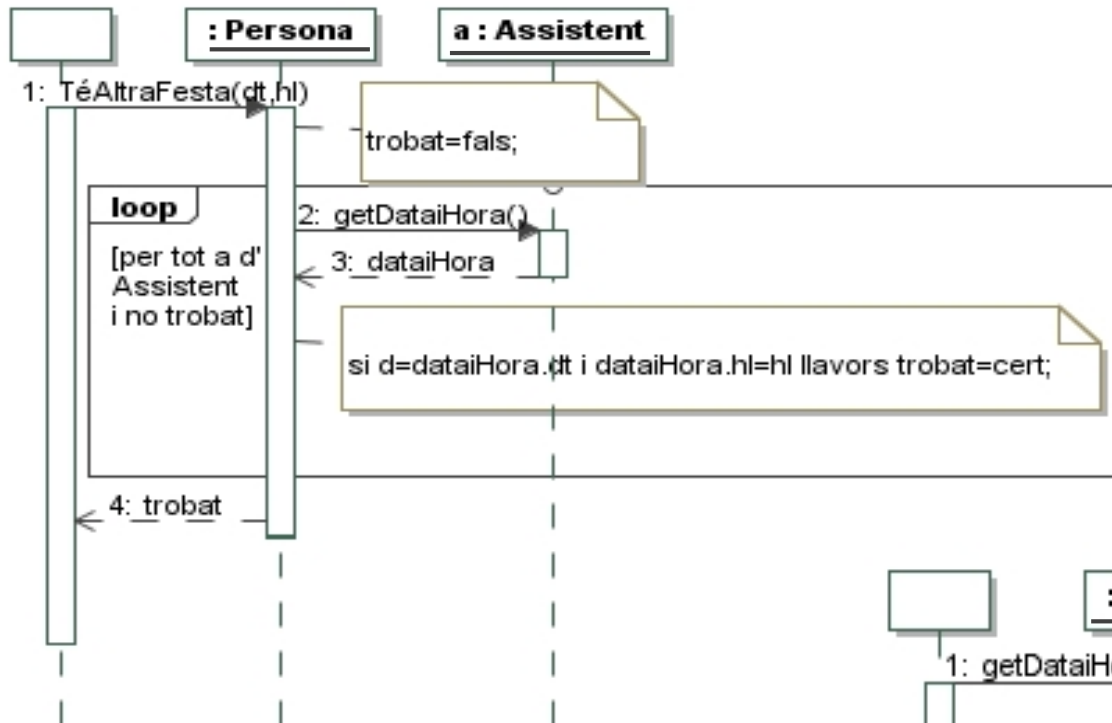 : Persona
a : Assistent
1: TéAltraFesta(dt,hl)
trobat=fals;
loop
2: getDataiHora()
[per tot a d'
Assistent
i no trobat]
3: dataiHora
si d=dataiHora.dt i dataiHora.hl=hl llavors trobat=cert;
4: trobat
:
1: getDataiH